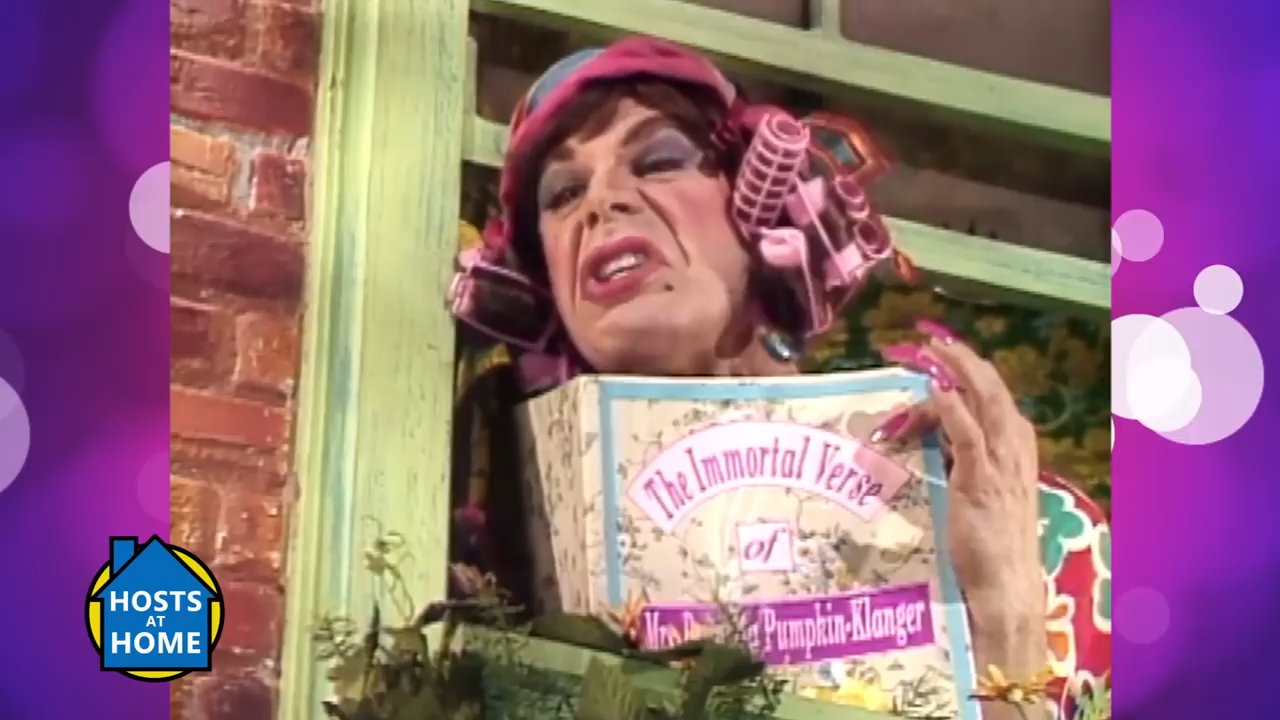 The Immortal Verse
of
Mrs Pumpkin-Klanger
HOSTS
AT
HOME